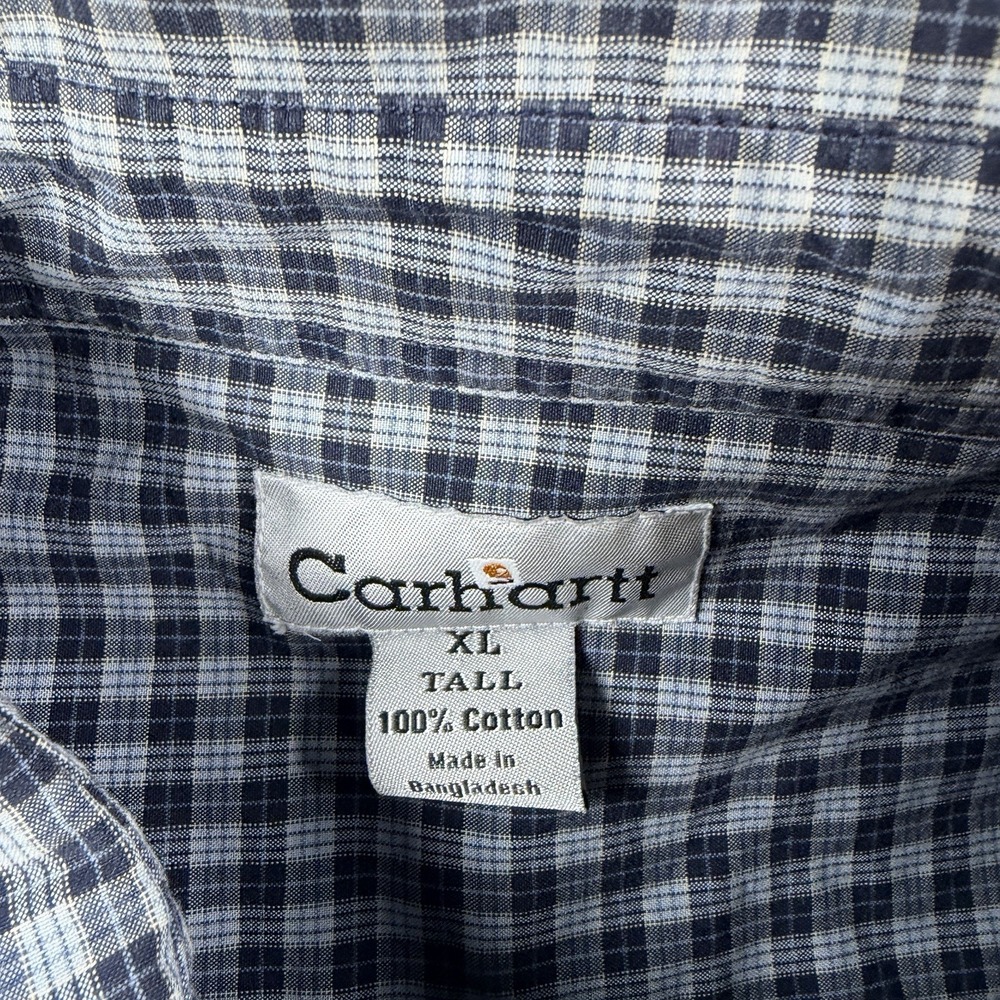 Carhartt
XL
TALL
100% Cotton
Made in
Bangladesh